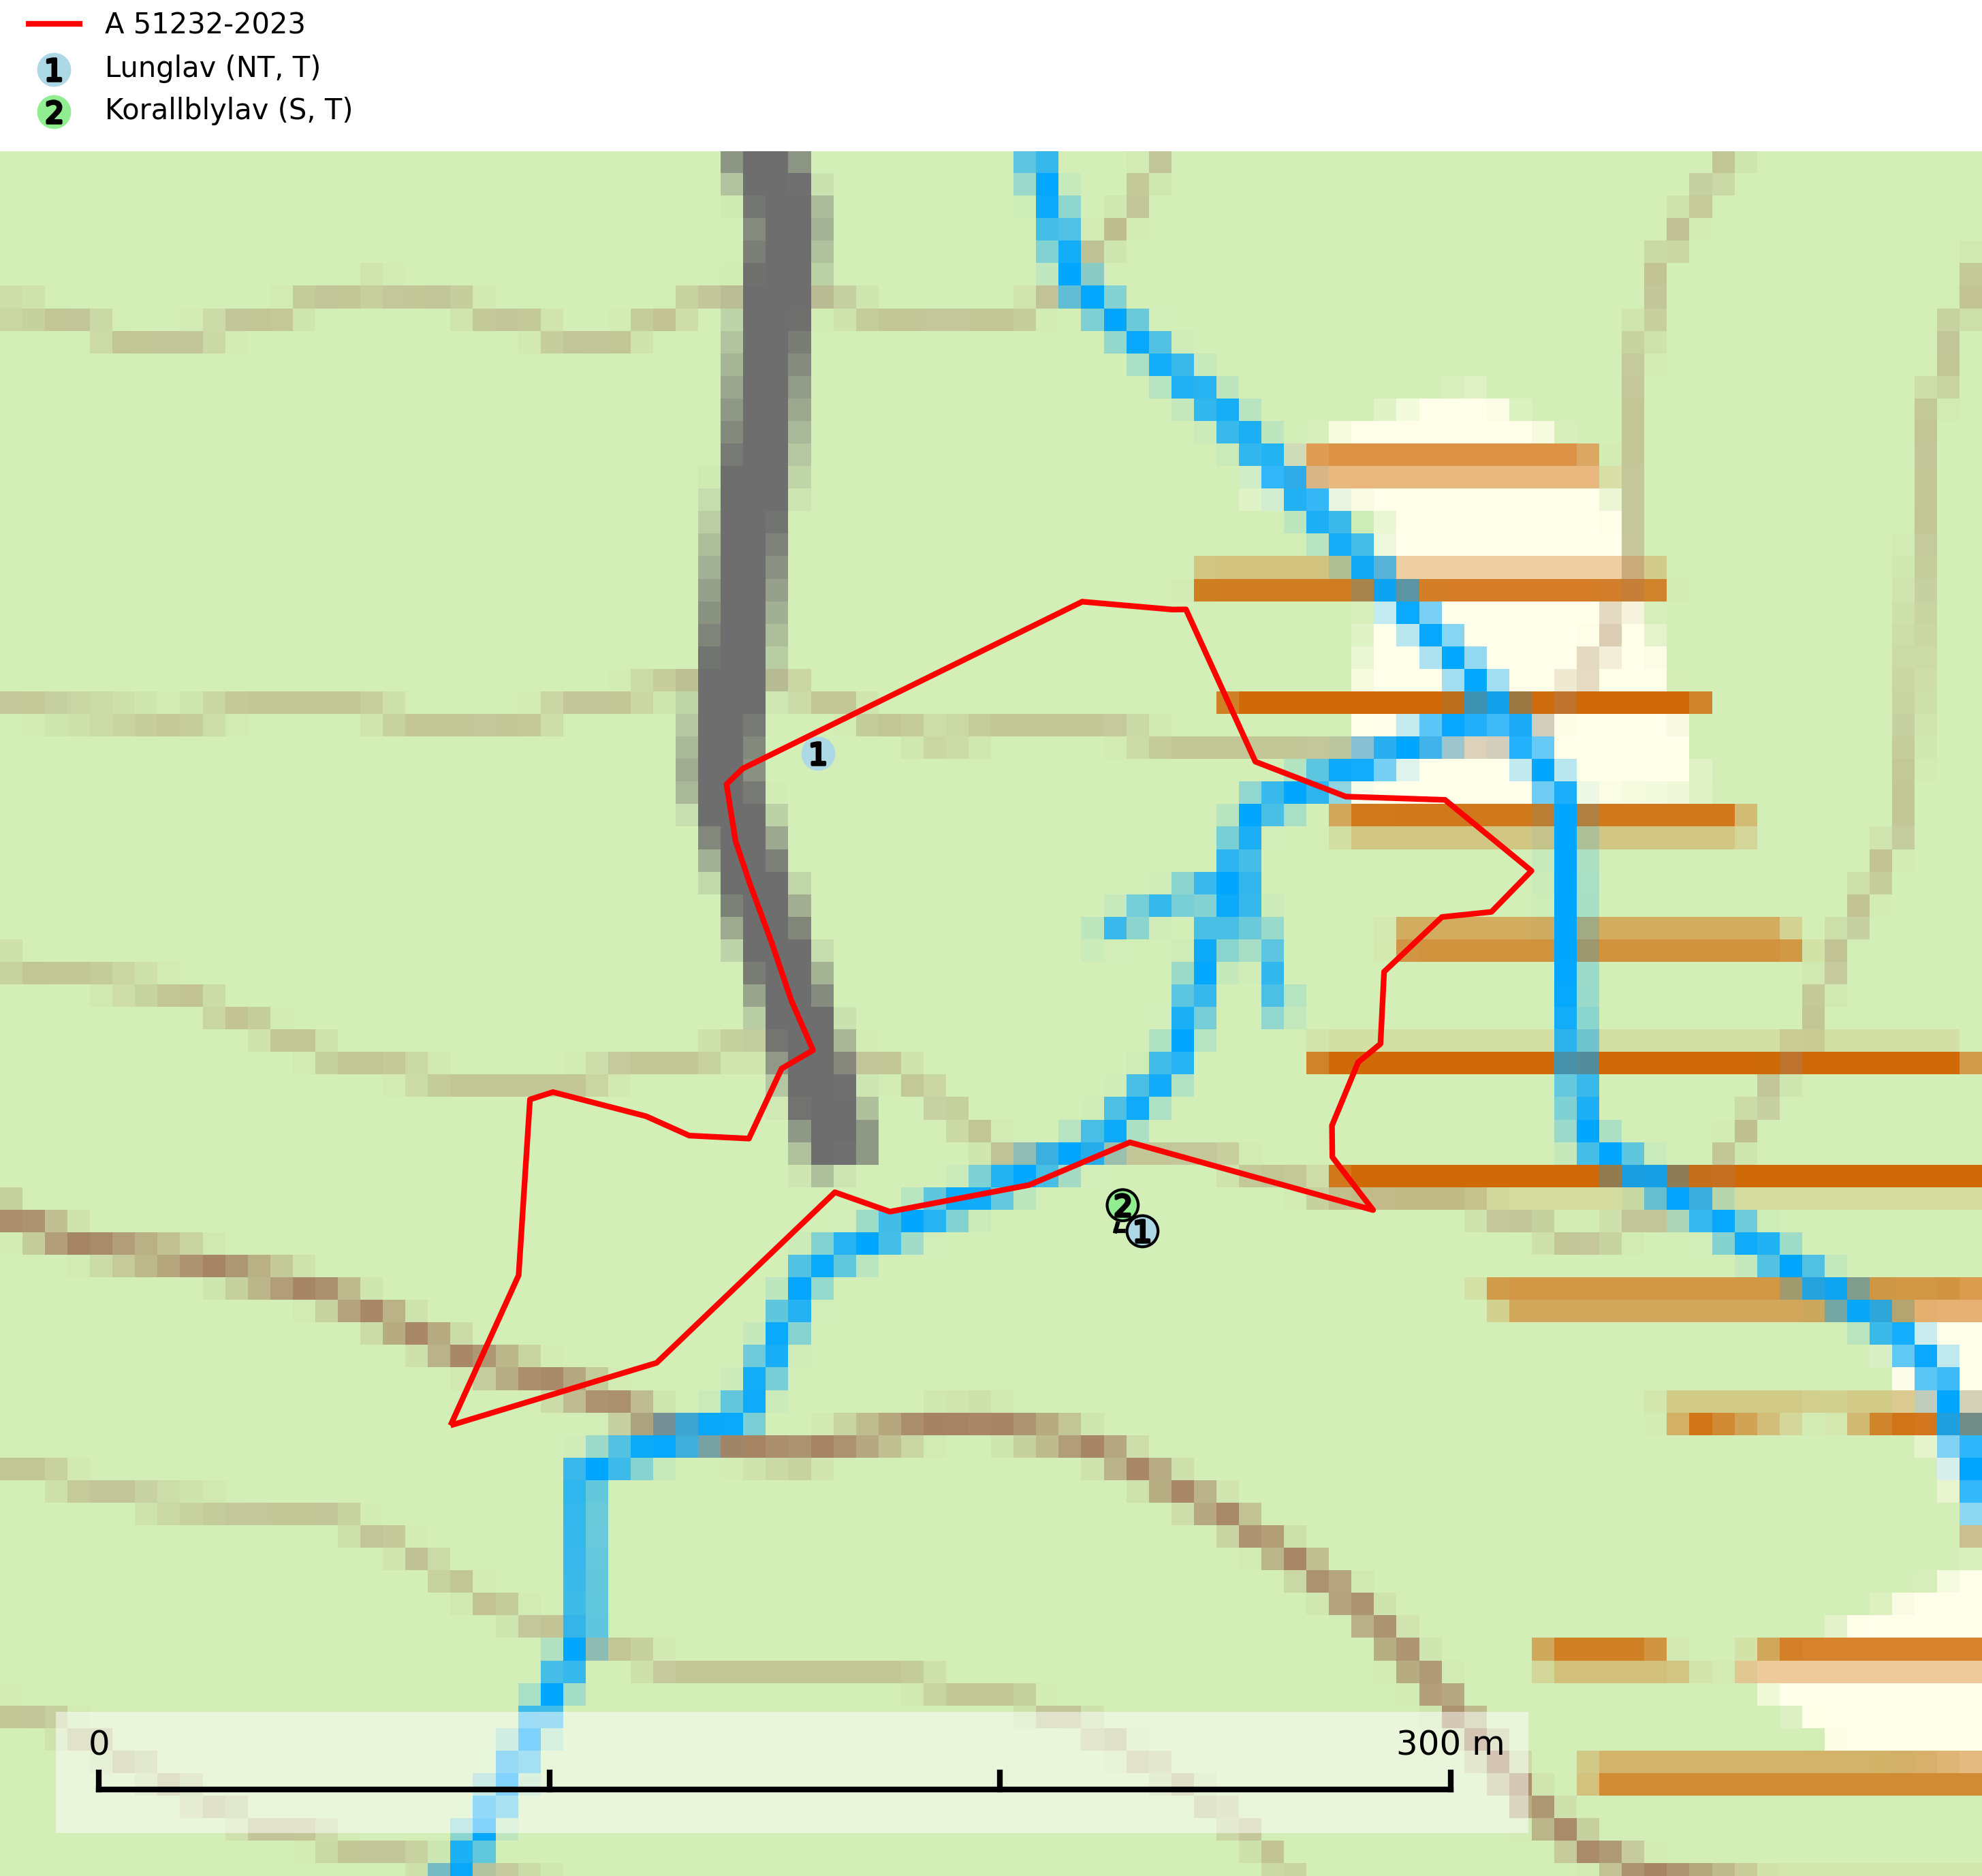 A 51232-2023
1 Lunglav (NT, T)
2 Korallblylav (S, T)
1
2
1
0 300 m